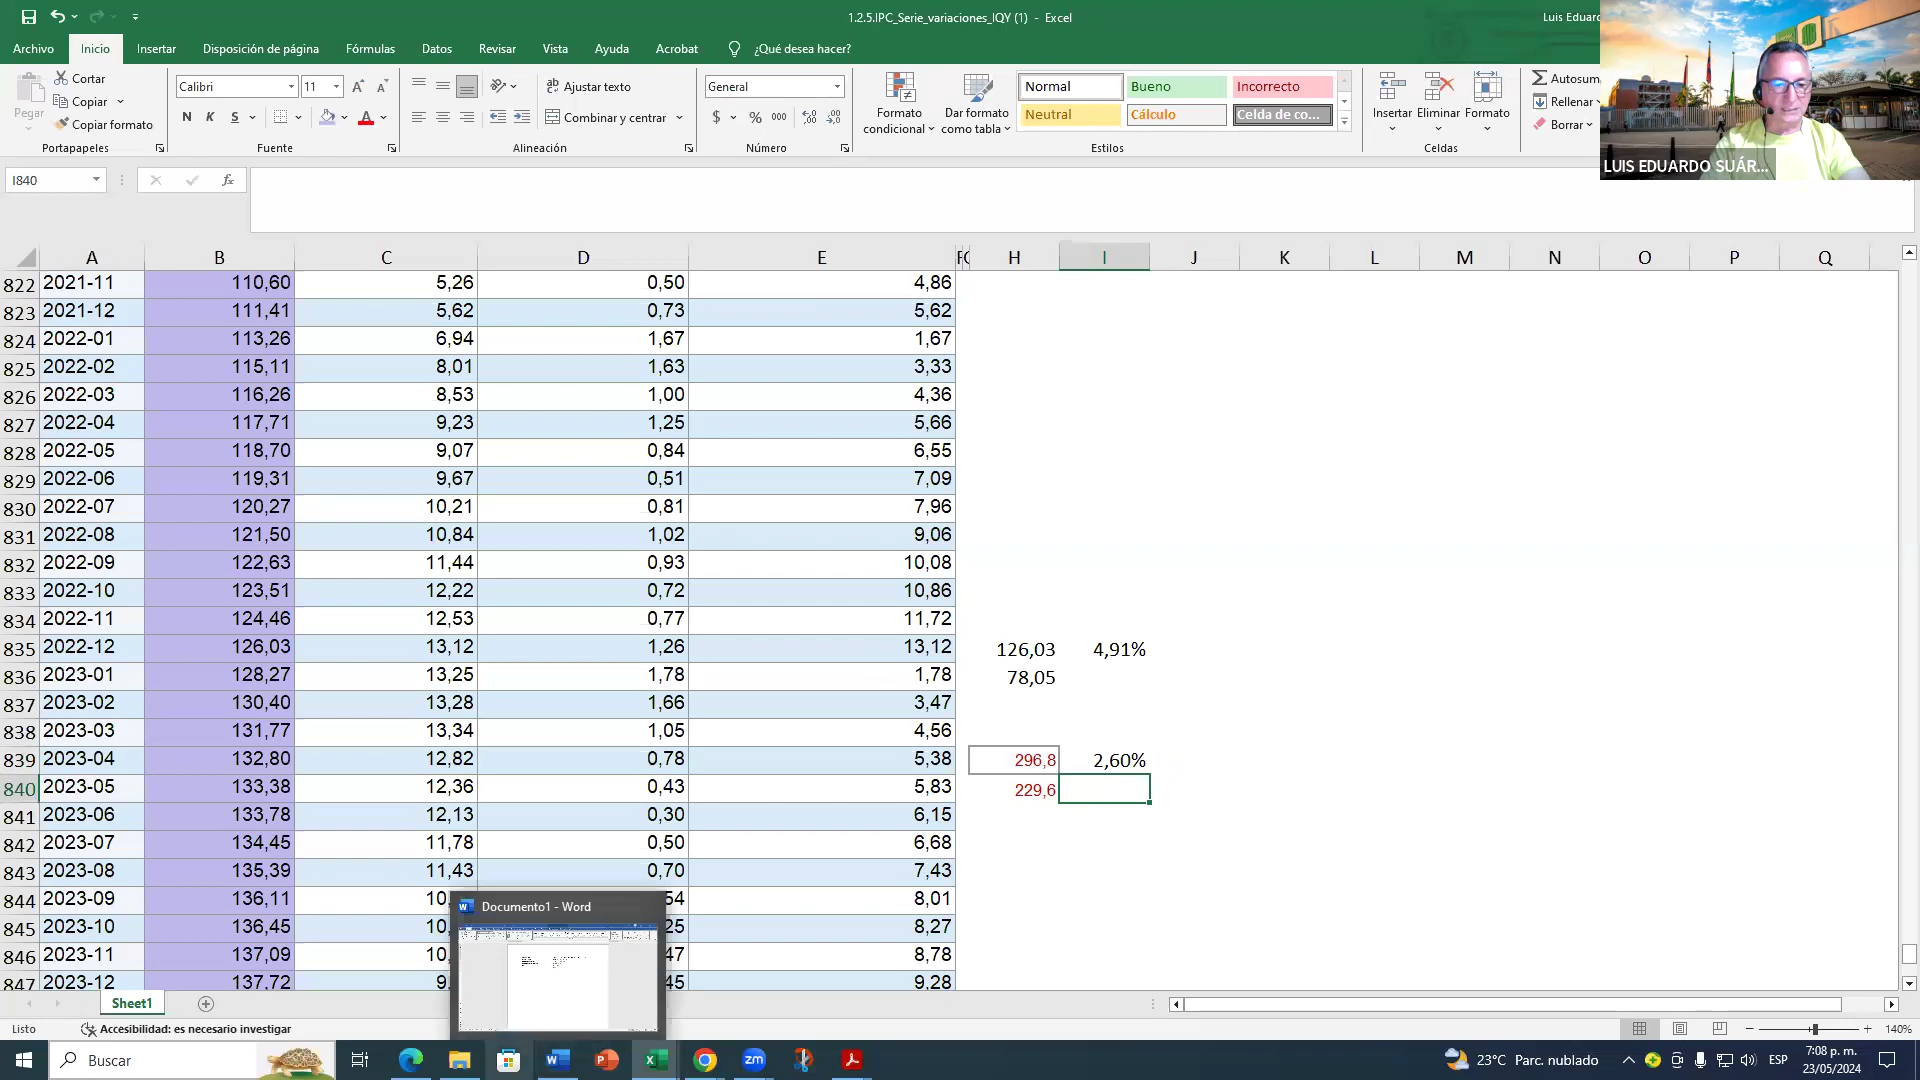 1.2.5.IPC_Serie_variaciones_IQY (1) - Excel
Luis Eduardo
Archivo Inicio Insertar Disposición de página Fórmulas Datos Revisar Vista Ayuda Acrobat ¿Qué desea hacer?
Pegar
Cortar
Copiar
Copiar formato
Portapapeles
Calibri 11
N K S
Fuente
Ajustar texto
Combinar y centrar
Alineación
General
$ % 000
Número
Formato condicional
Dar formato como tabla
Normal Bueno Incorrecto
Neutral Cálculo Celda de co...
Estilos
Insertar Eliminar Formato
Celdas
Autosum
Rellenar
Borrar
LUIS EDUARDO SUÁR...
I840 fx
A B C D E F G H I J K L M N O P Q
822 2021-11 110,60 5,26 0,50 4,86
823 2021-12 111,41 5,62 0,73 5,62
824 2022-01 113,26 6,94 1,67 1,67
825 2022-02 115,11 8,01 1,63 3,33
826 2022-03 116,26 8,53 1,00 4,36
827 2022-04 117,71 9,23 1,25 5,66
828 2022-05 118,70 9,07 0,84 6,55
829 2022-06 119,31 9,67 0,51 7,09
830 2022-07 120,27 10,21 0,81 7,96
831 2022-08 121,50 10,84 1,02 9,06
832 2022-09 122,63 11,44 0,93 10,08
833 2022-10 123,51 12,22 0,72 10,86
834 2022-11 124,46 12,53 0,77 11,72
835 2022-12 126,03 13,12 1,26 13,12 126,03 4,91%
836 2023-01 128,27 13,25 1,78 1,78 78,05
837 2023-02 130,40 13,28 1,66 3,47
838 2023-03 131,77 13,34 1,05 4,56
839 2023-04 132,80 12,82 0,78 5,38 296,8 2,60%
840 2023-05 133,38 12,36 0,43 5,83 229,6
841 2023-06 133,78 12,13 0,30 6,15
842 2023-07 134,45 11,78 0,50 6,68
843 2023-08 135,39 11,43 0,70 7,43
844 2023-09 136,11 10, 54 8,01
845 2023-10 136,45 10, 25 8,27
846 2023-11 137,09 10, 47 8,78
847 2023-12 137,72 9, 45 9,28
Documento1 - Word
Sheet1
Listo Accesibilidad: es necesario investigar 140%
Buscar
23°C Parc. nublado ESP
7:08 p. m.
23/05/2024